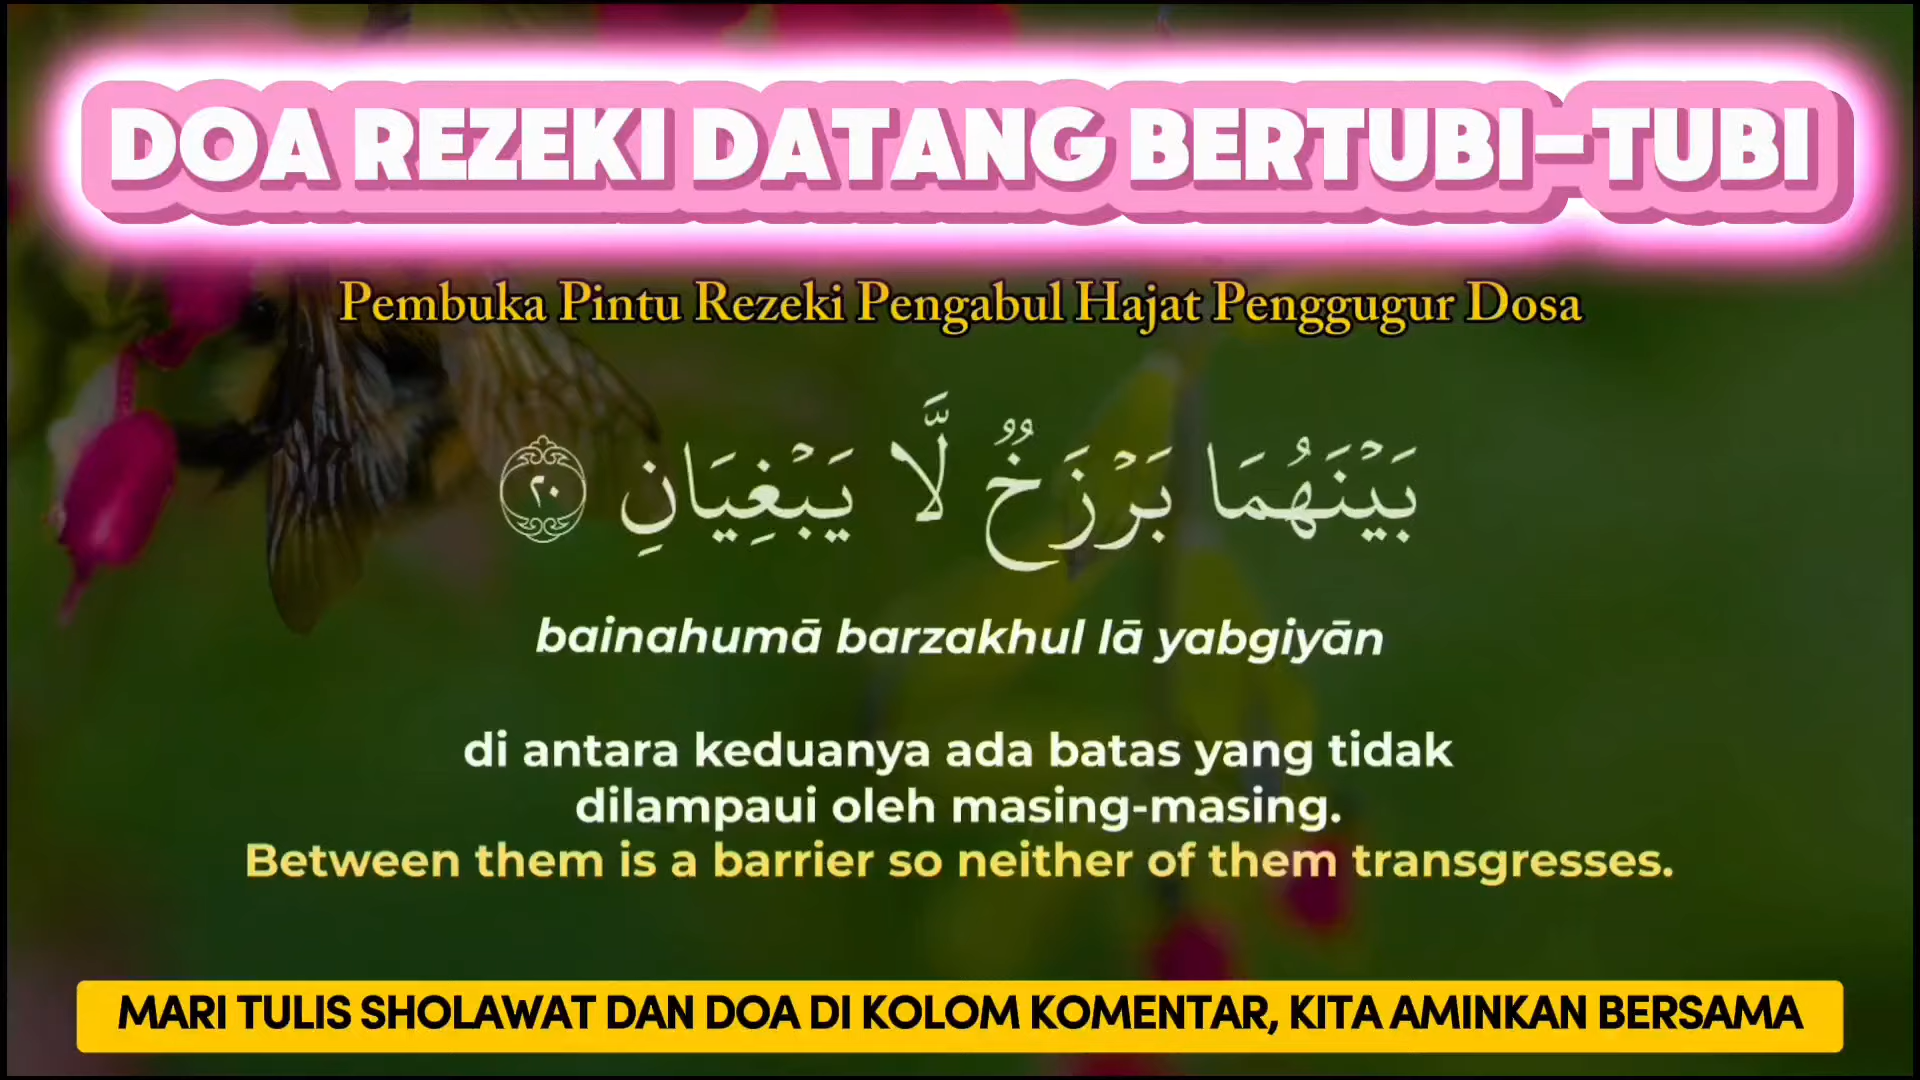 DOA REZEKI DATANG BERTUBI-TUBI
Pembuka Pintu Rezeki Pengabul Hajat Penggugur Dosa
بَيْنَهُمَا بَرْزَخٌ لَّا يَبْغِيَانِ ٢٠
bainahumā barzakhul lā yabgiyān
di antara keduanya ada batas yang tidak
dilampaui oleh masing-masing.
Between them is a barrier so neither of them transgresses.
MARI TULIS SHOLAWAT DAN DOA DI KOLOM KOMENTAR, KITA AMINKAN BERSAMA